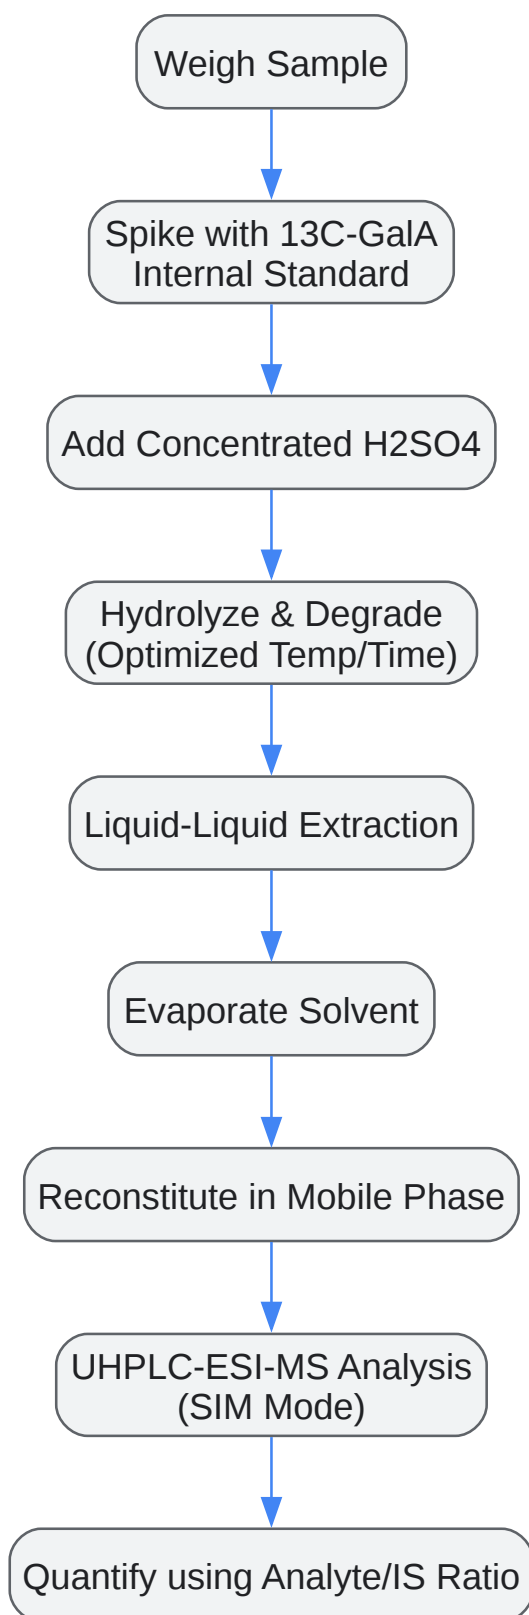 Weigh Sample
Spike with 13C-GalA
Internal Standard
Add Concentrated H2SO4
Hydrolyze & Degrade
(Optimized Temp/Time)
Liquid-Liquid Extraction
Evaporate Solvent
Reconstitute in Mobile Phase
UHPLC-ESI-MS Analysis
(SIM Mode)
Quantify using Analyte/IS Ratio